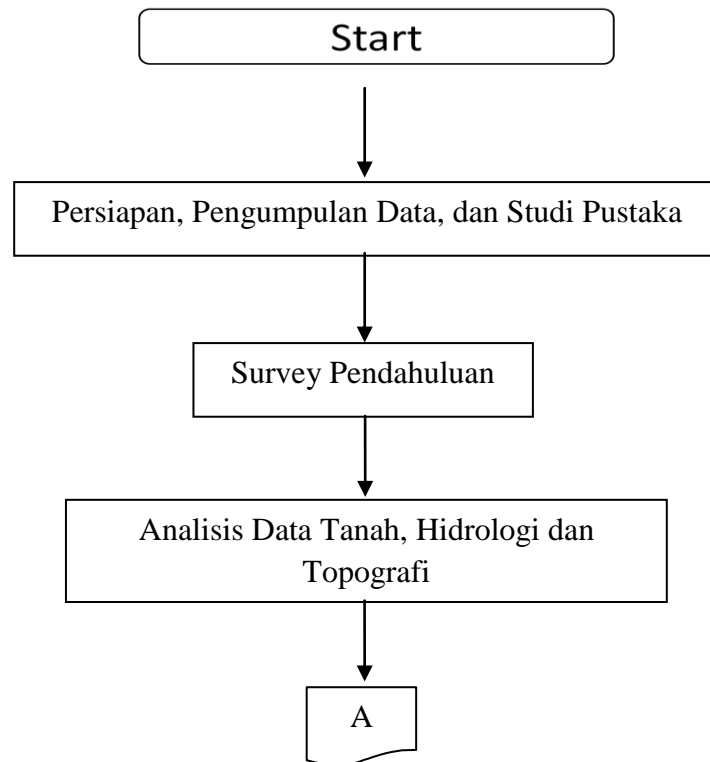 Start
Persiapan, Pengumpulan Data, dan Studi Pustaka
Survey Pendahuluan
Analisis Data Tanah, Hidrologi dan
Topografi
A